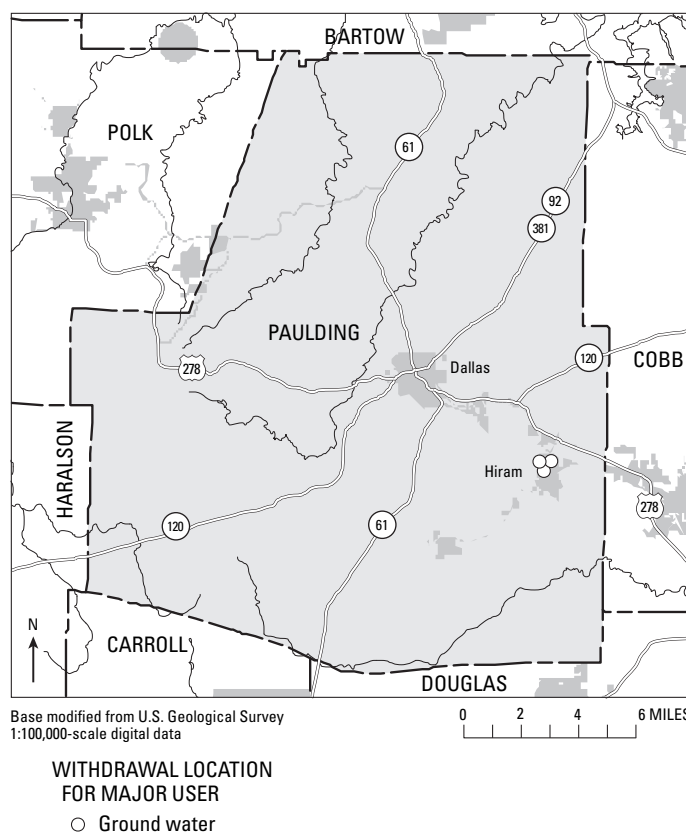 BARTOW
POLK
61
92
381
PAULDING
278
Dallas
120
COBB
HARALSON
Hiram
278
120
61
N
CARROLL
DOUGLAS
Base modified from U.S. Geological Survey
1:100,000-scale digital data
0 2 4 6 MILES
WITHDRAWAL LOCATION
FOR MAJOR USER
Ground water